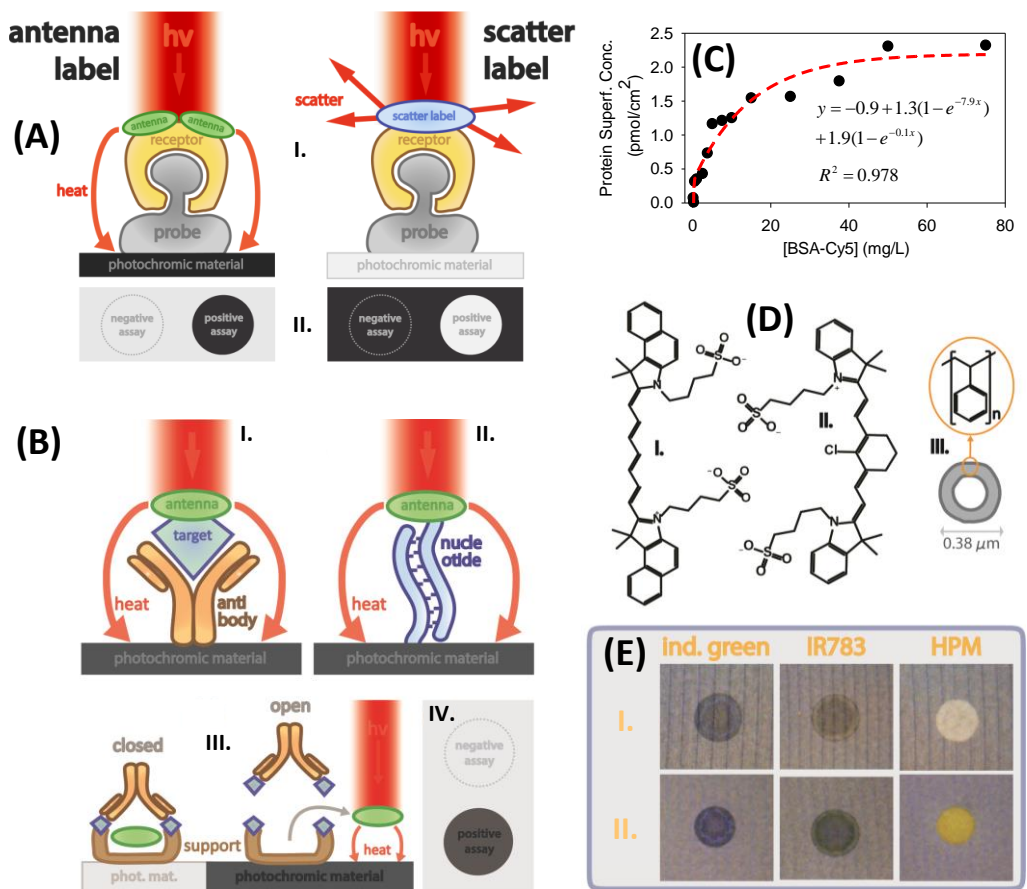 antenna
label
hν
hν
scatter
label
(A)
scatter
antenna
antenna
scatter label
receptor
I.
receptor
heat
probe
probe
photochromic material
photochromic material
negative
assay
positive
assay
II.
negative
assay
positive
assay
(C)
Protein Superf. Conc.
(pmol/cm²)
2.5
2.0
1.5
1.0
0.5
0.0
y = −0.9 + 1.3(1 − e^{−7.9x})
+1.9(1 − e^{−0.1x})
R² = 0.978
0
20
40
60
80
[BSA-Cy5] (mg/L)
(D)
I.
N
N
+
S
O
O
O⁻
S
O
O
⁻O
II.
N
+
N
Cl
S
O
O
O⁻
S
O
O
⁻O
III.
n
0.38 μm
(B)
I.
II.
antenna
antenna
target
nucle
otide
heat
anti
body
heat
photochromic material
photochromic material
closed
open
III.
hν
support
heat
phot. mat.
photochromic material
IV.
negative
assay
positive
assay
(E)
ind. green
IR783
HPM
I.
II.